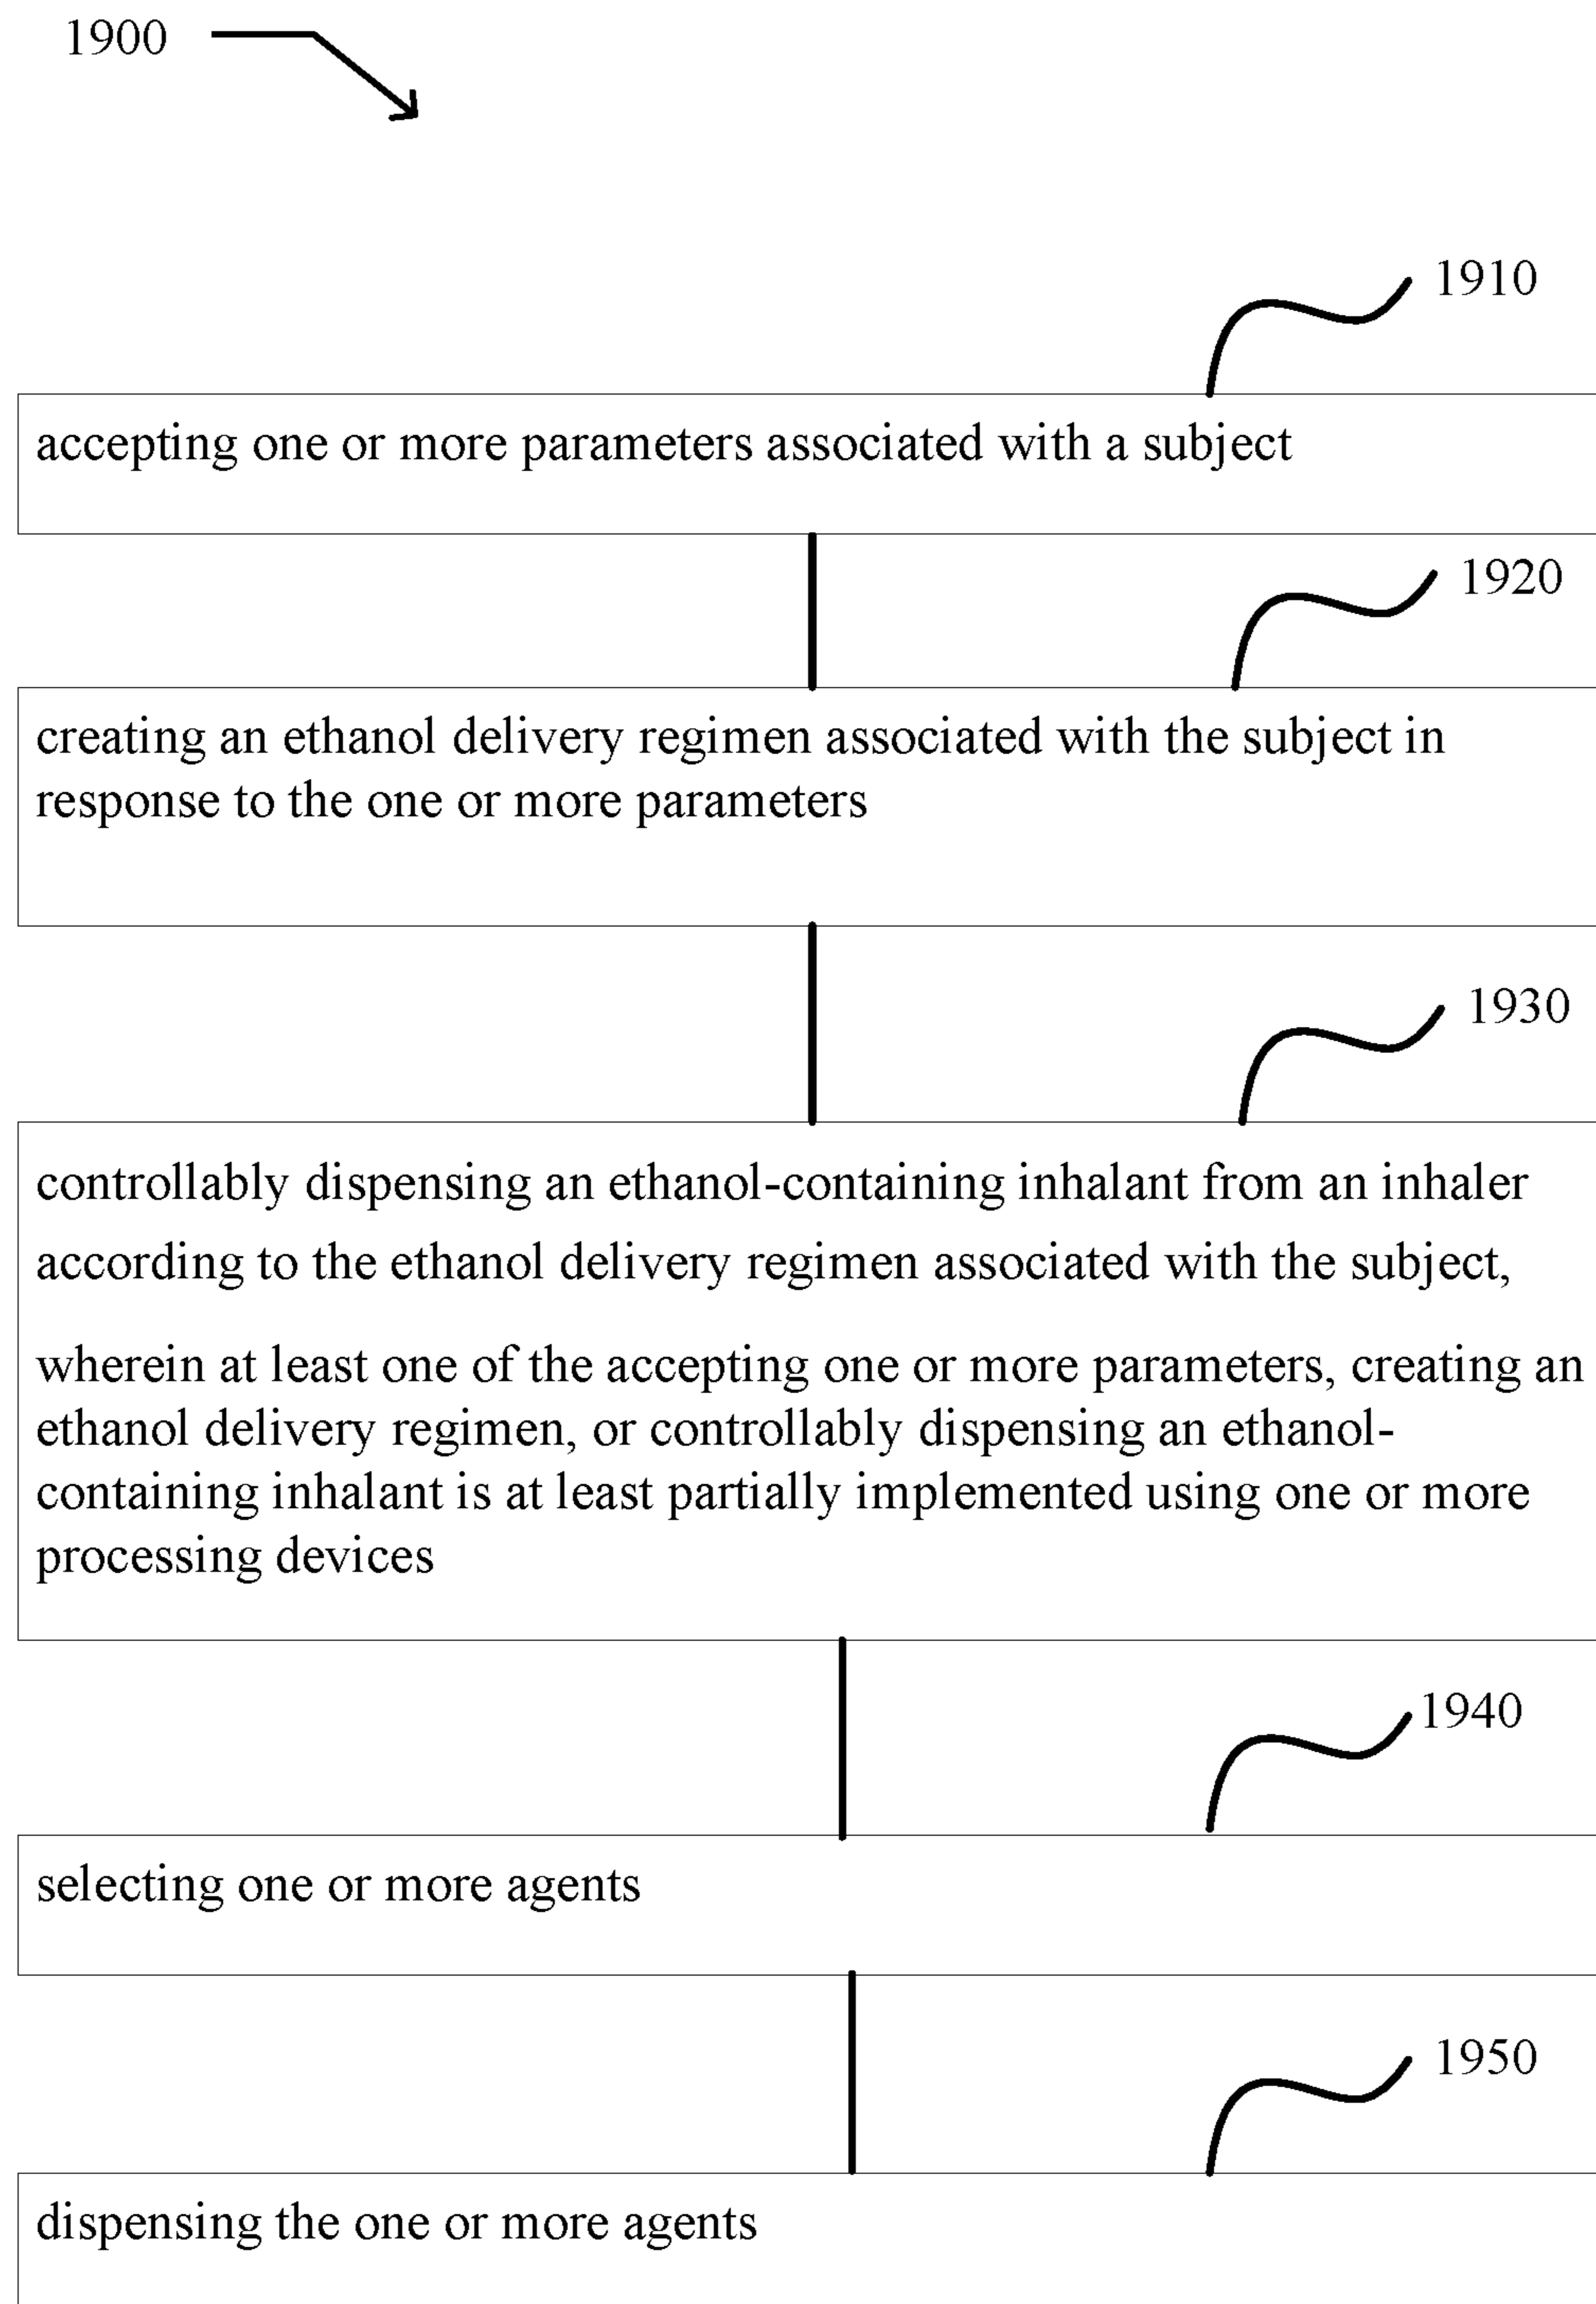 1900
1910
accepting one or more parameters associated with a subject
1920
creating an ethanol delivery regimen associated with the subject in
response to the one or more parameters
1930
controllably dispensing an ethanol-containing inhalant from an inhaler
according to the ethanol delivery regimen associated with the subject,
wherein at least one of the accepting one or more parameters, creating an
ethanol delivery regimen, or controllably dispensing an ethanol-
containing inhalant is at least partially implemented using one or more
processing devices
1940
selecting one or more agents
1950
dispensing the one or more agents